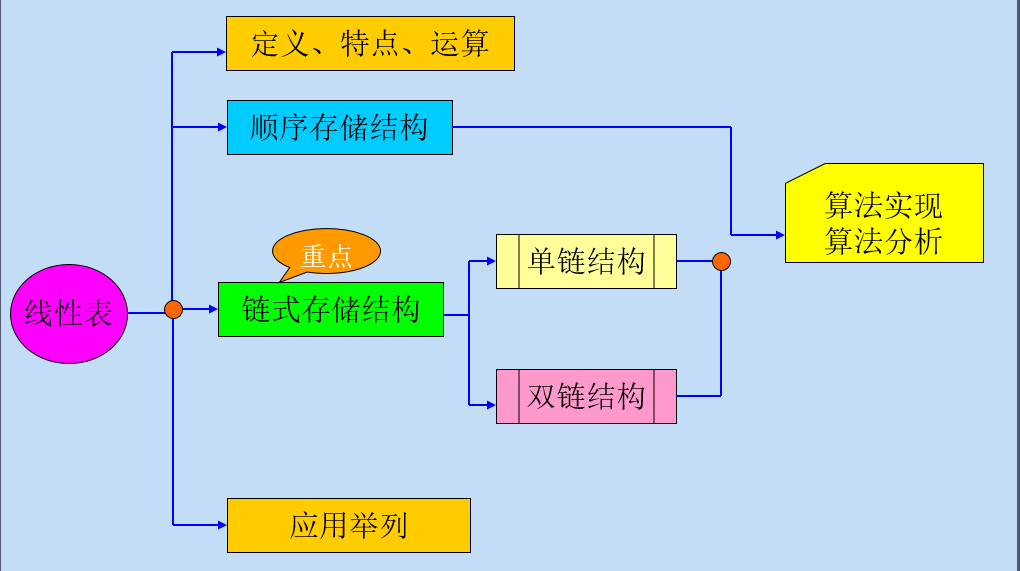 定义、特点、运算
顺序存储结构
算法实现
算法分析
重点
单链结构
线性表
链式存储结构
双链结构
应用举列